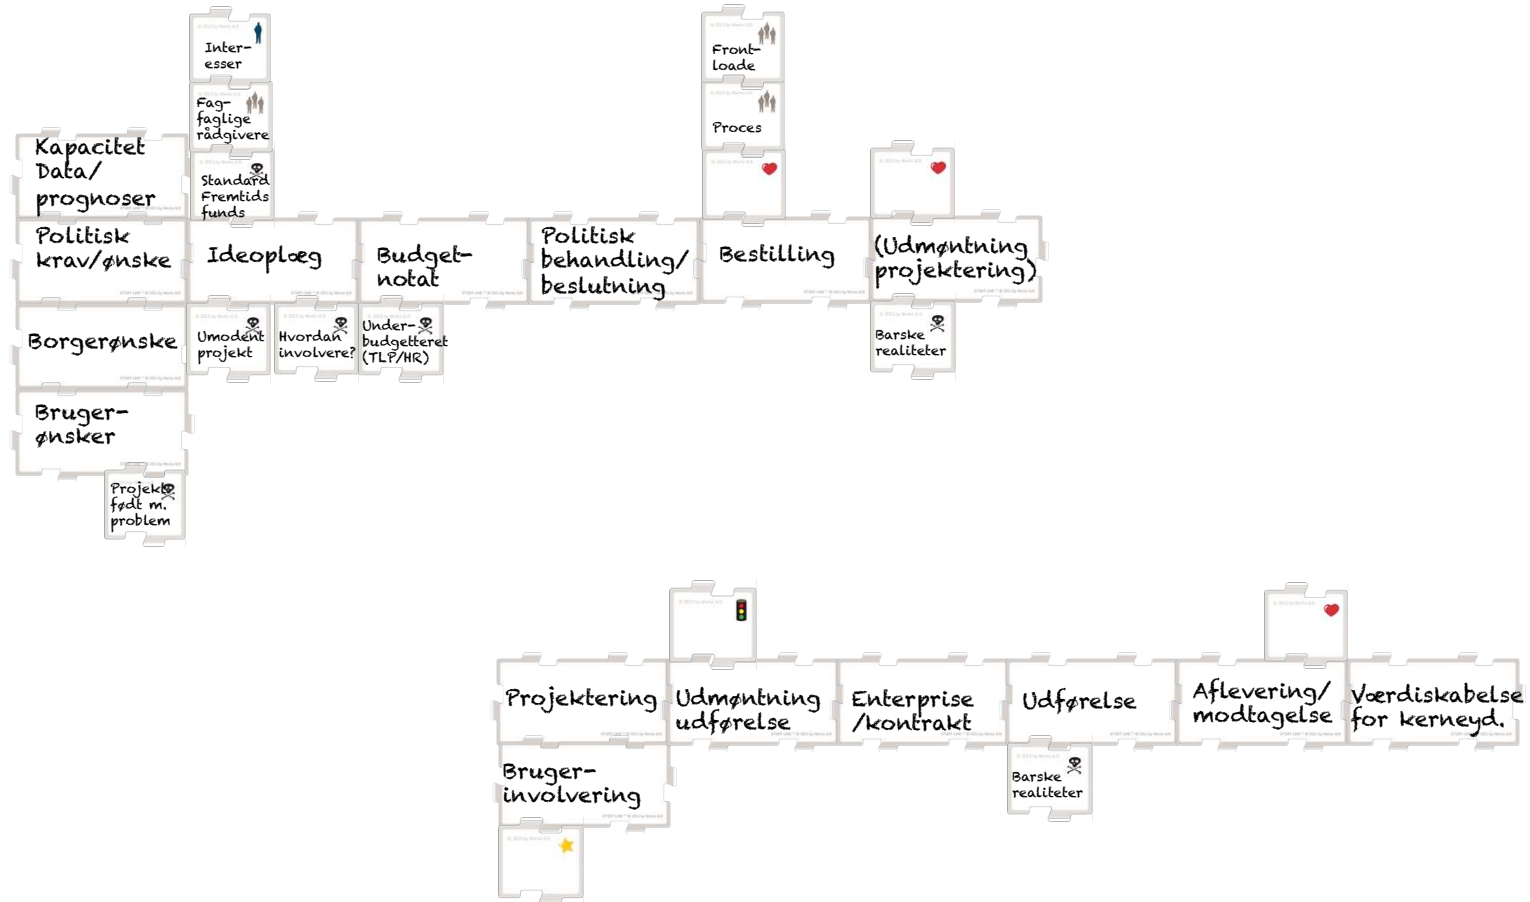 Inter-
esser
Fag-
faglige
rådgivere
Standard
Fremtids
funds
Front-
loade
Proces
Kapacitet
Data/
prognoser
Politisk
krav/ønske
Ideoplæg
Budget-
notat
Politisk
behandling/
beslutning
Bestilling
(Udmøntning
projektering)
Borgerønske
Umodent
projekt
Hvordan
involvere?
Under-
budgetteret
(TLP/HR)
Barske
realiteter
Bruger-
ønsker
Projekt
født m.
problem
Projektering
Udmøntning
udførelse
Enterprise
/kontrakt
Udførelse
Aflevering/
modtagelse
Værdiskabelse
for kerneyd.
Bruger-
involvering
Barske
realiteter